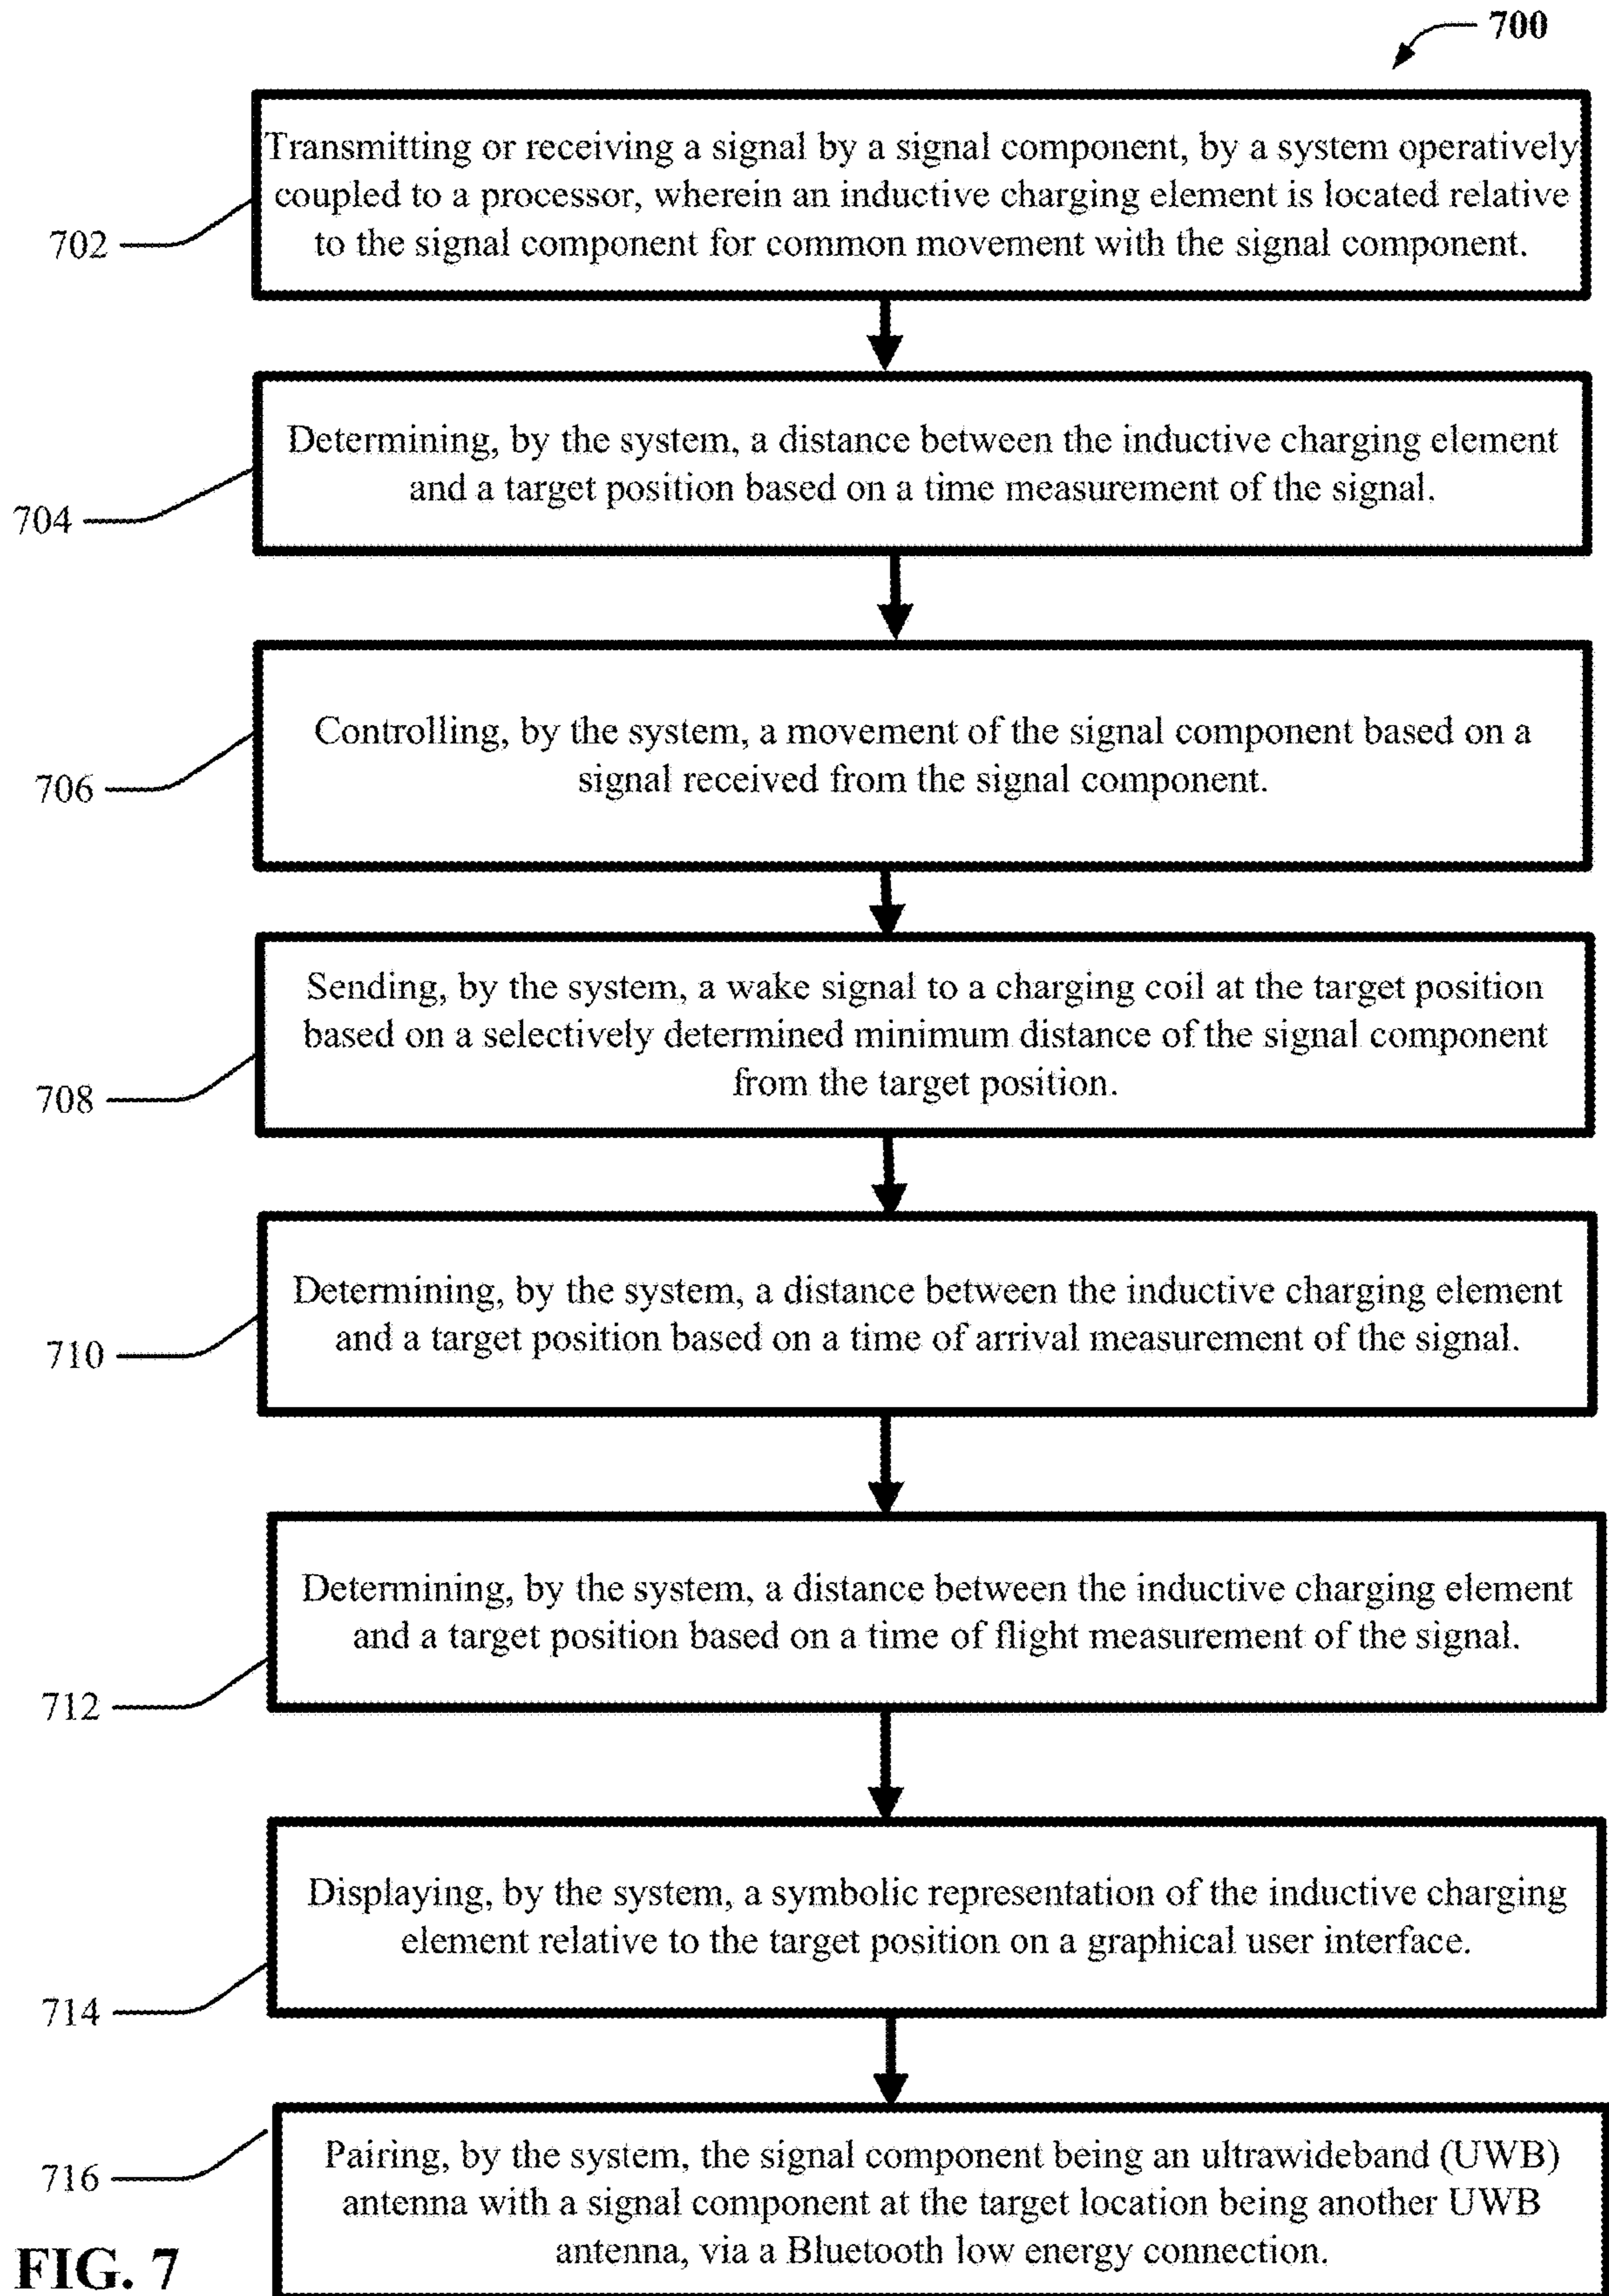 700
Transmitting or receiving a signal by a signal component, by a system operatively
coupled to a processor, wherein an inductive charging element is located relative
to the signal component for common movement with the signal component.
702
Determining, by the system, a distance between the inductive charging element
and a target position based on a time measurement of the signal.
704
Controlling, by the system, a movement of the signal component based on a
signal received from the signal component.
706
Sending, by the system, a wake signal to a charging coil at the target position
based on a selectively determined minimum distance of the signal component
from the target position.
708
Determining, by the system, a distance between the inductive charging element
and a target position based on a time of arrival measurement of the signal.
710
Determining, by the system, a distance between the inductive charging element
and a target position based on a time of flight measurement of the signal.
712
Displaying, by the system, a symbolic representation of the inductive charging
element relative to the target position on a graphical user interface.
714
Pairing, by the system, the signal component being an ultrawideband (UWB)
716
antenna with a signal component at the target location being another UWB
antenna, via a Bluetooth low energy connection.
FIG. 7